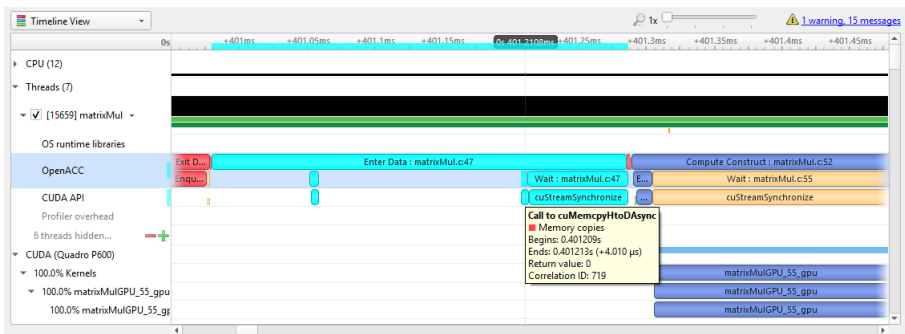 Timeline View
1x
1 warning, 15 messages
0s
+401ms
+401.05ms
+401.1ms
+401.15ms
0s 401.2108ms
+401.25ms
+401.3ms
+401.35ms
+401.4ms
+401.45ms
CPU (12)
Threads (7)
[15659] matrixMul
OS runtime libraries
OpenACC
Exit D...
Enter Data : matrixMul.c:47
Compute Construct : matrixMul.c:52
Enqu...
Wait : matrixMul.c:47
E...
Wait : matrixMul.c:55
CUDA API
cuStreamSynchronize
...
cuStreamSynchronize
Profiler overhead
6 threads hidden...
Call to cuMemcpyHtoDAsync
Memory copies
Begins: 0.401209s
Ends: 0.401213s (+4.010 µs)
Return value: 0
Correlation ID: 719
CUDA (Quadro P600)
100.0% Kernels
matrixMulGPU_55_gpu
100.0% matrixMulGPU_55_gpu
matrixMulGPU_55_gpu
100.0% matrixMulGPU_55_gp
matrixMulGPU_55_gpu